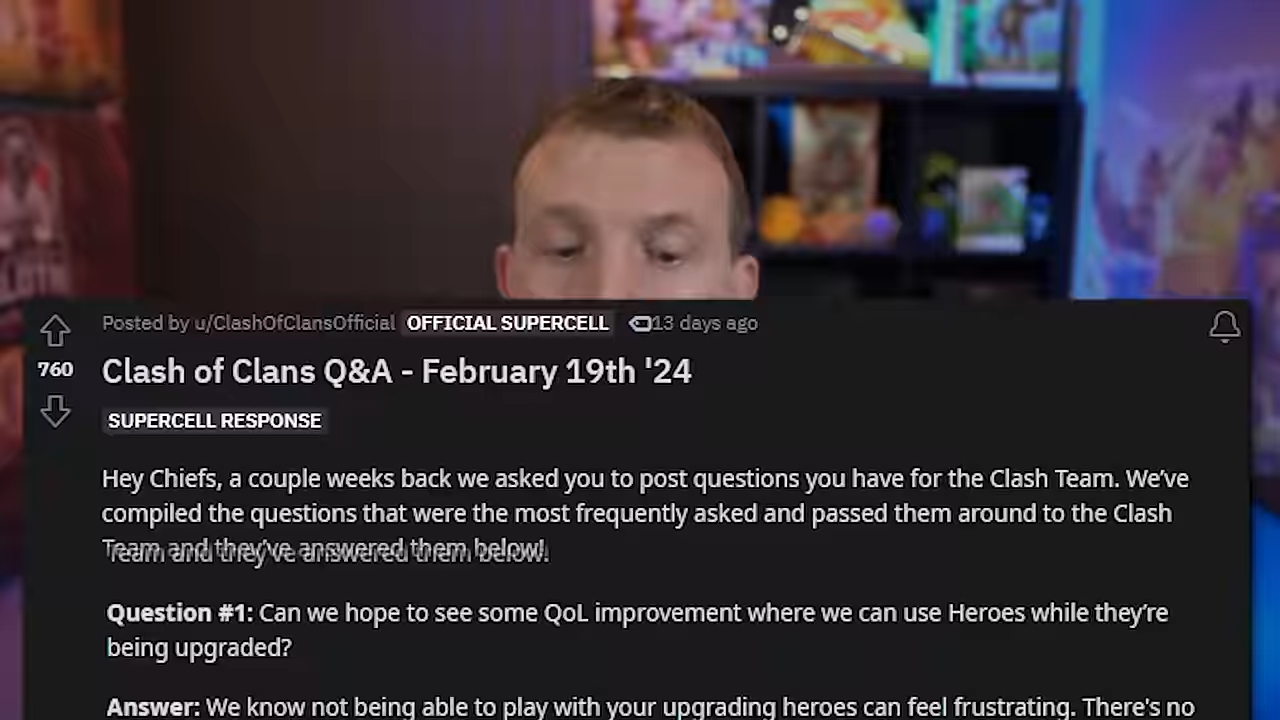 Posted by u/ClashOfClansOfficial OFFICIAL SUPERCELL 13 days ago
760
Clash of Clans Q&A - February 19th '24
SUPERCELL RESPONSE
Hey Chiefs, a couple weeks back we asked you to post questions you have for the Clash Team. We've
compiled the questions that were the most frequently asked and passed them around to the Clash
Team and they've answered them below!
Question #1: Can we hope to see some QoL improvement where we can use Heroes while they're
being upgraded?
Answer: We know not being able to play with your upgrading heroes can feel frustrating. There's no